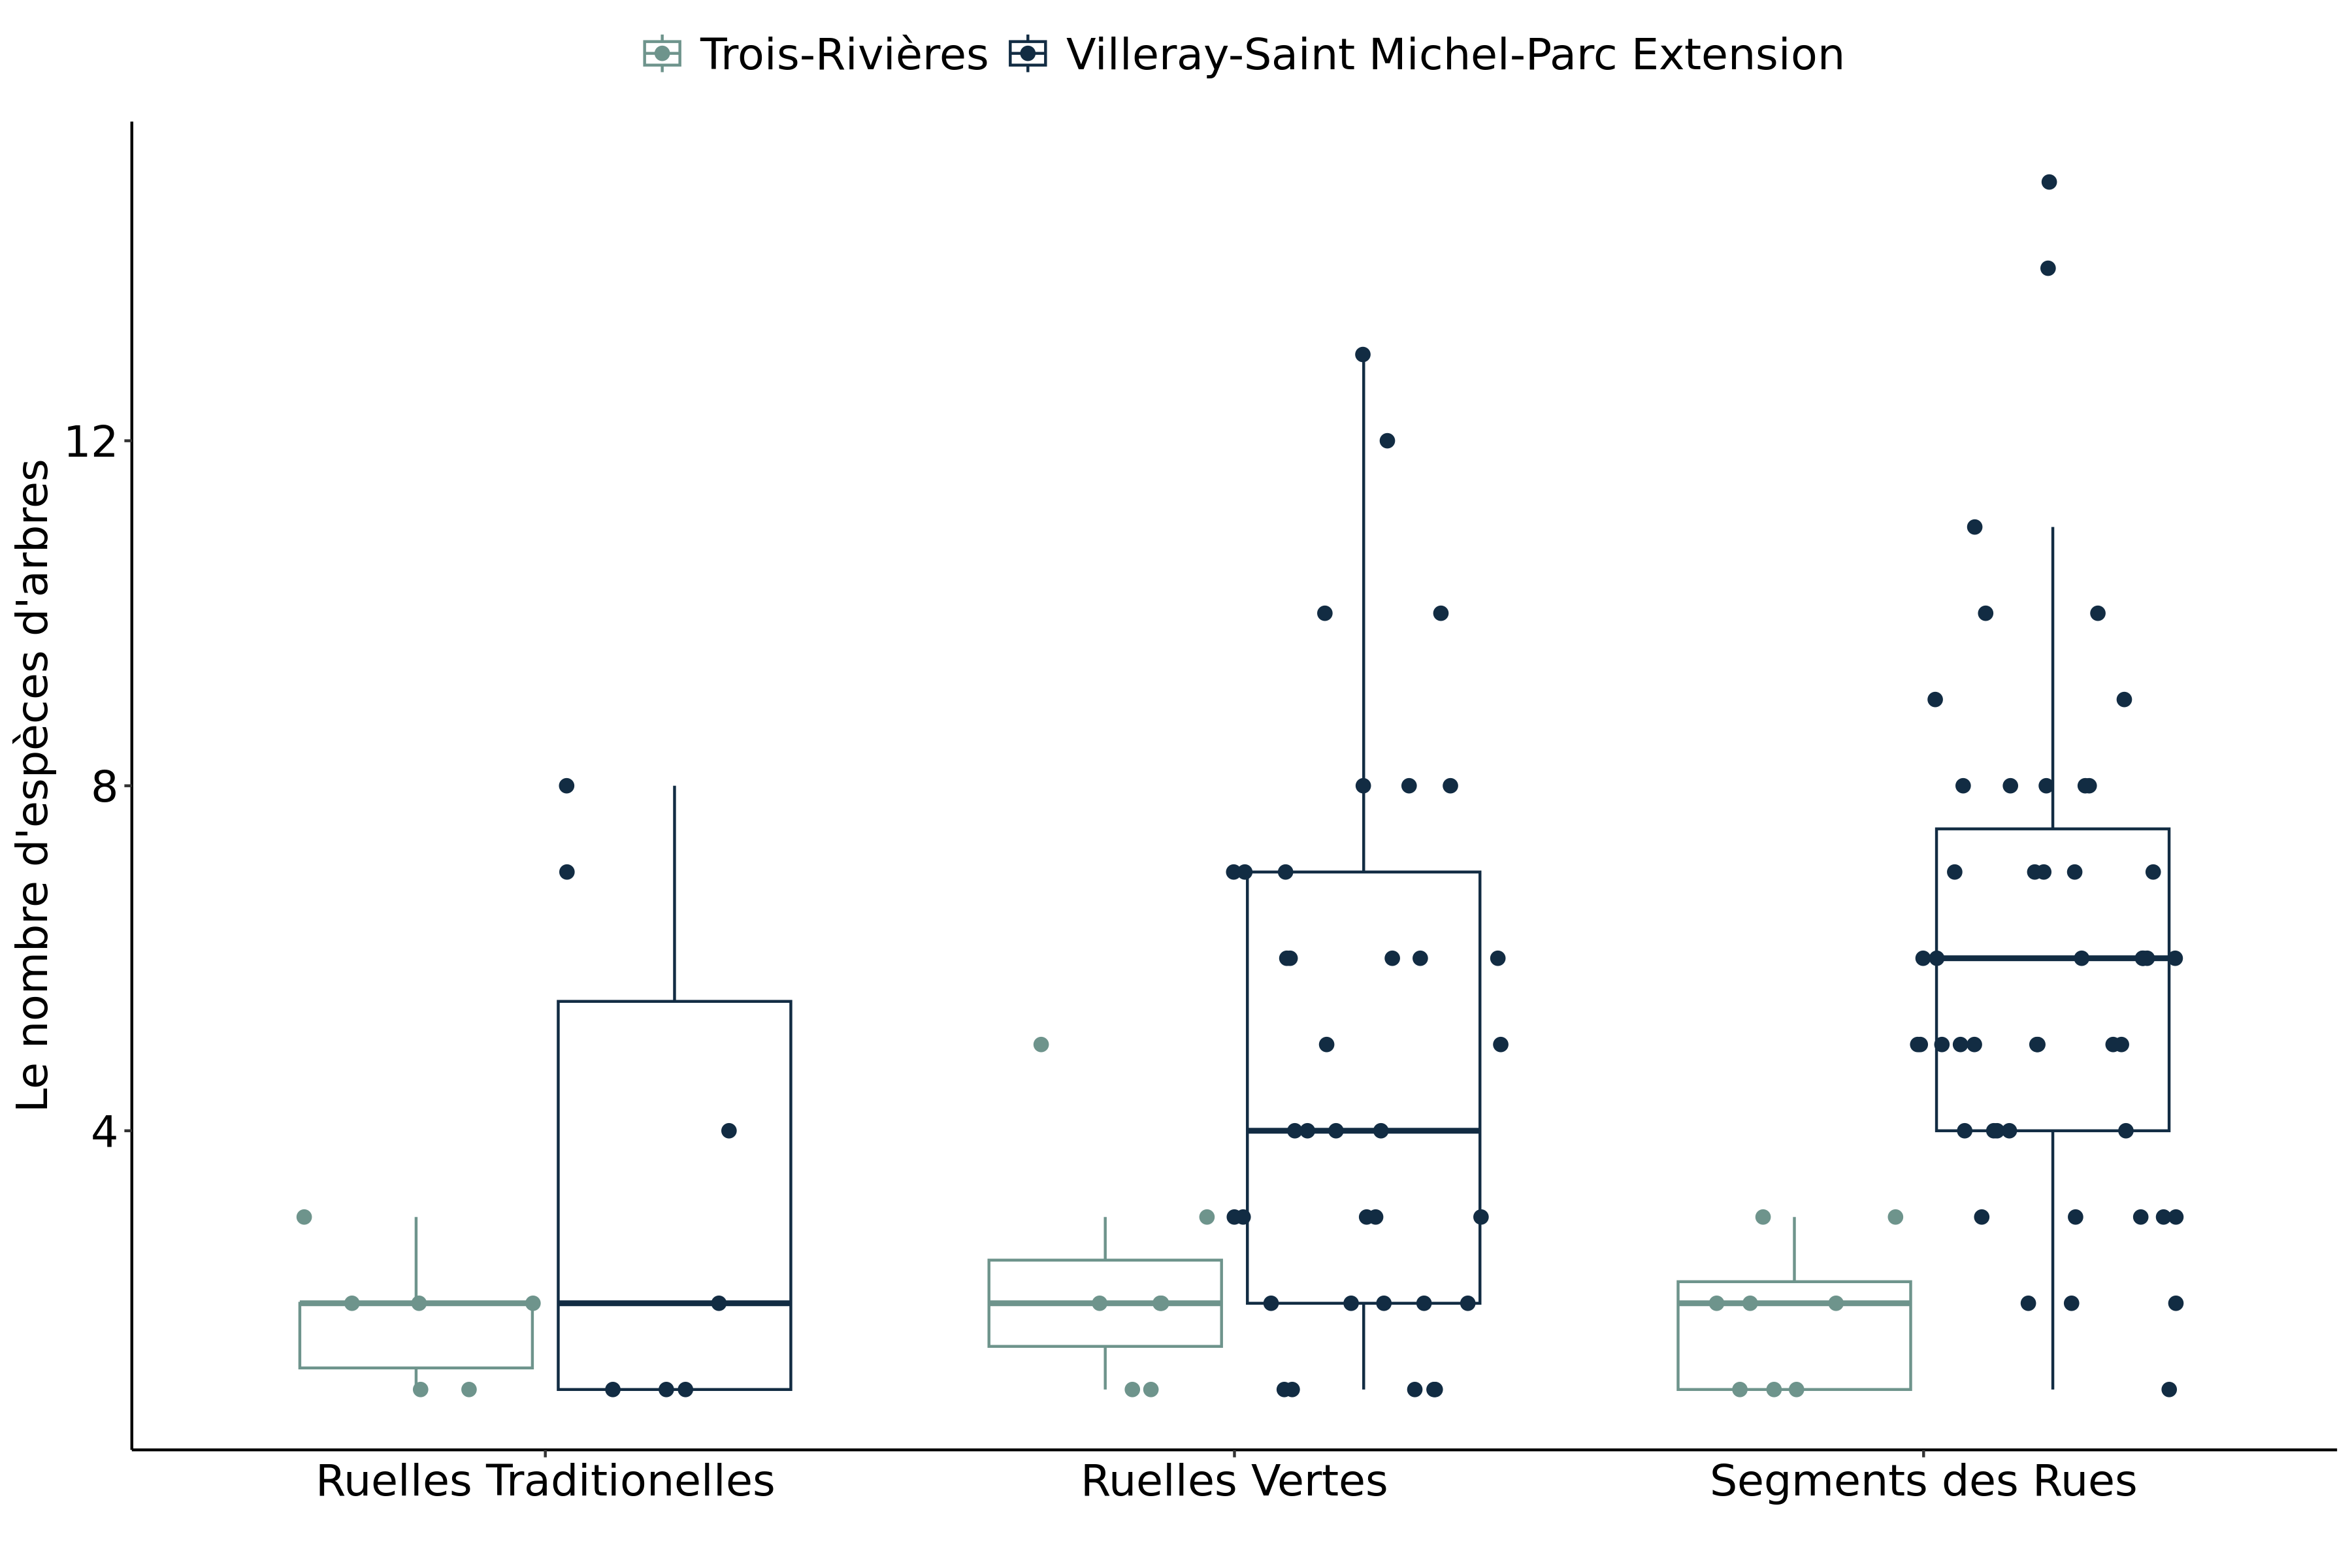 Trois-Rivières Villeray-Saint Michel-Parc Extension
Le nombre d'espèces d'arbres
12
8
4
Ruelles Traditionelles Ruelles Vertes Segments des Rues